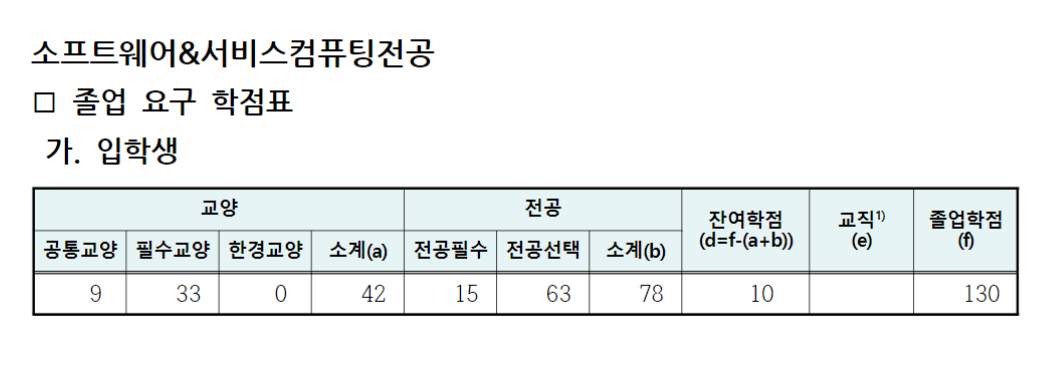 소프트웨어&서비스컴퓨팅전공
□ 졸업 요구 학점표
가. 입학생
교양 전공 잔여학점 (d=f-(a+b)) 교직1) (e) 졸업학점 (f)
공통교양 필수교양 한경교양 소계(a) 전공필수 전공선택 소계(b)
9 33 0 42 15 63 78 10 130